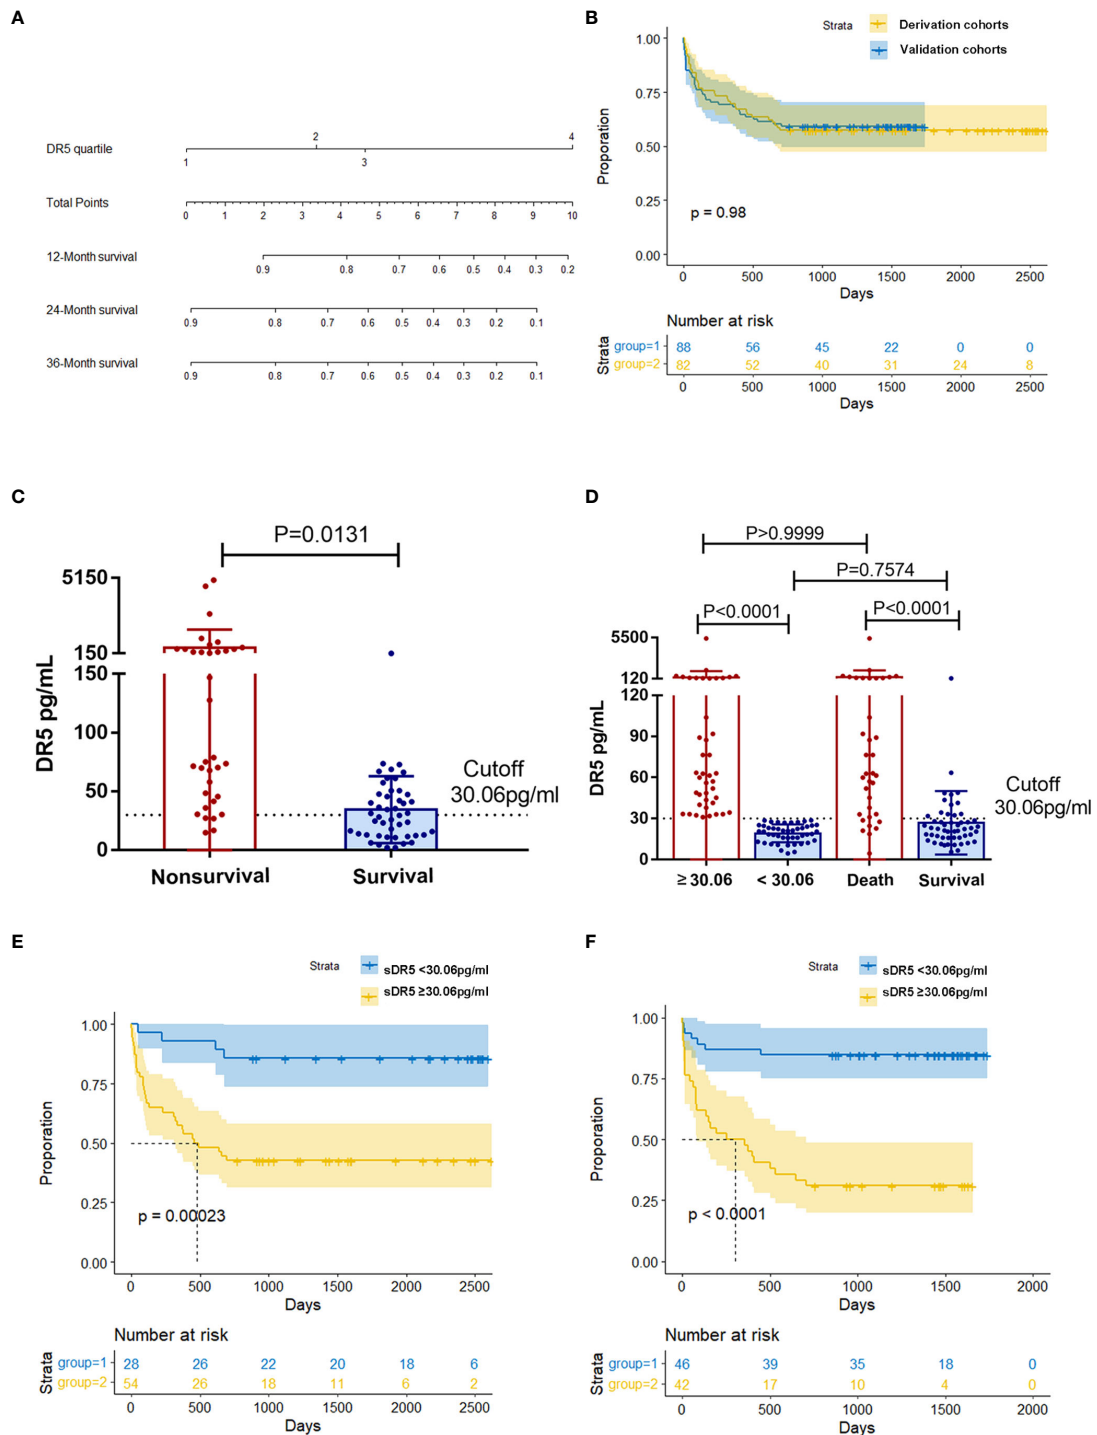 A
DR5 quartile
2
4
1
3
Total Points
0 1 2 3 4 5 6 7 8 9 10
12-Month survival
0.9 0.8 0.7 0.6 0.5 0.4 0.3 0.2
24-Month survival
0.9 0.8 0.7 0.6 0.5 0.4 0.3 0.2 0.1
36-Month survival
0.9 0.8 0.7 0.6 0.5 0.4 0.3 0.2 0.1
B
Strata
Derivation cohorts
Validation cohorts
Proporation
1.00
0.75
0.50
0.25
0.00
p = 0.98
0 500 1000 1500 2000 2500
Days
Number at risk
Strata
group=1 88 56 45 22 0 0
group=2 82 52 40 31 24 8
0 500 1000 1500 2000 2500
Days
C
P=0.0131
DR5 pg/mL
5150
150
150
100
50
0
Cutoff
30.06pg/ml
Nonsurvival Survival
D
P>0.9999
P=0.7574
P<0.0001
P<0.0001
DR5 pg/mL
5500
120
120
90
60
30
0
Cutoff
30.06pg/ml
≥ 30.06 < 30.06 Death Survival
E
Strata
sDR5 <30.06pg/ml
sDR5 ≥30.06pg/ml
Proporation
1.00
0.75
0.50
0.25
0.00
p = 0.00023
0 500 1000 1500 2000 2500
Days
Number at risk
Strata
group=1 28 26 22 20 18 6
group=2 54 26 18 11 6 2
0 500 1000 1500 2000 2500
Days
F
Strata
sDR5 <30.06pg/ml
sDR5 ≥30.06pg/ml
Proporation
1.00
0.75
0.50
0.25
0.00
p < 0.0001
0 500 1000 1500 2000
Days
Number at risk
Strata
group=1 46 39 35 18 0
group=2 42 17 10 4 0
0 500 1000 1500 2000
Days